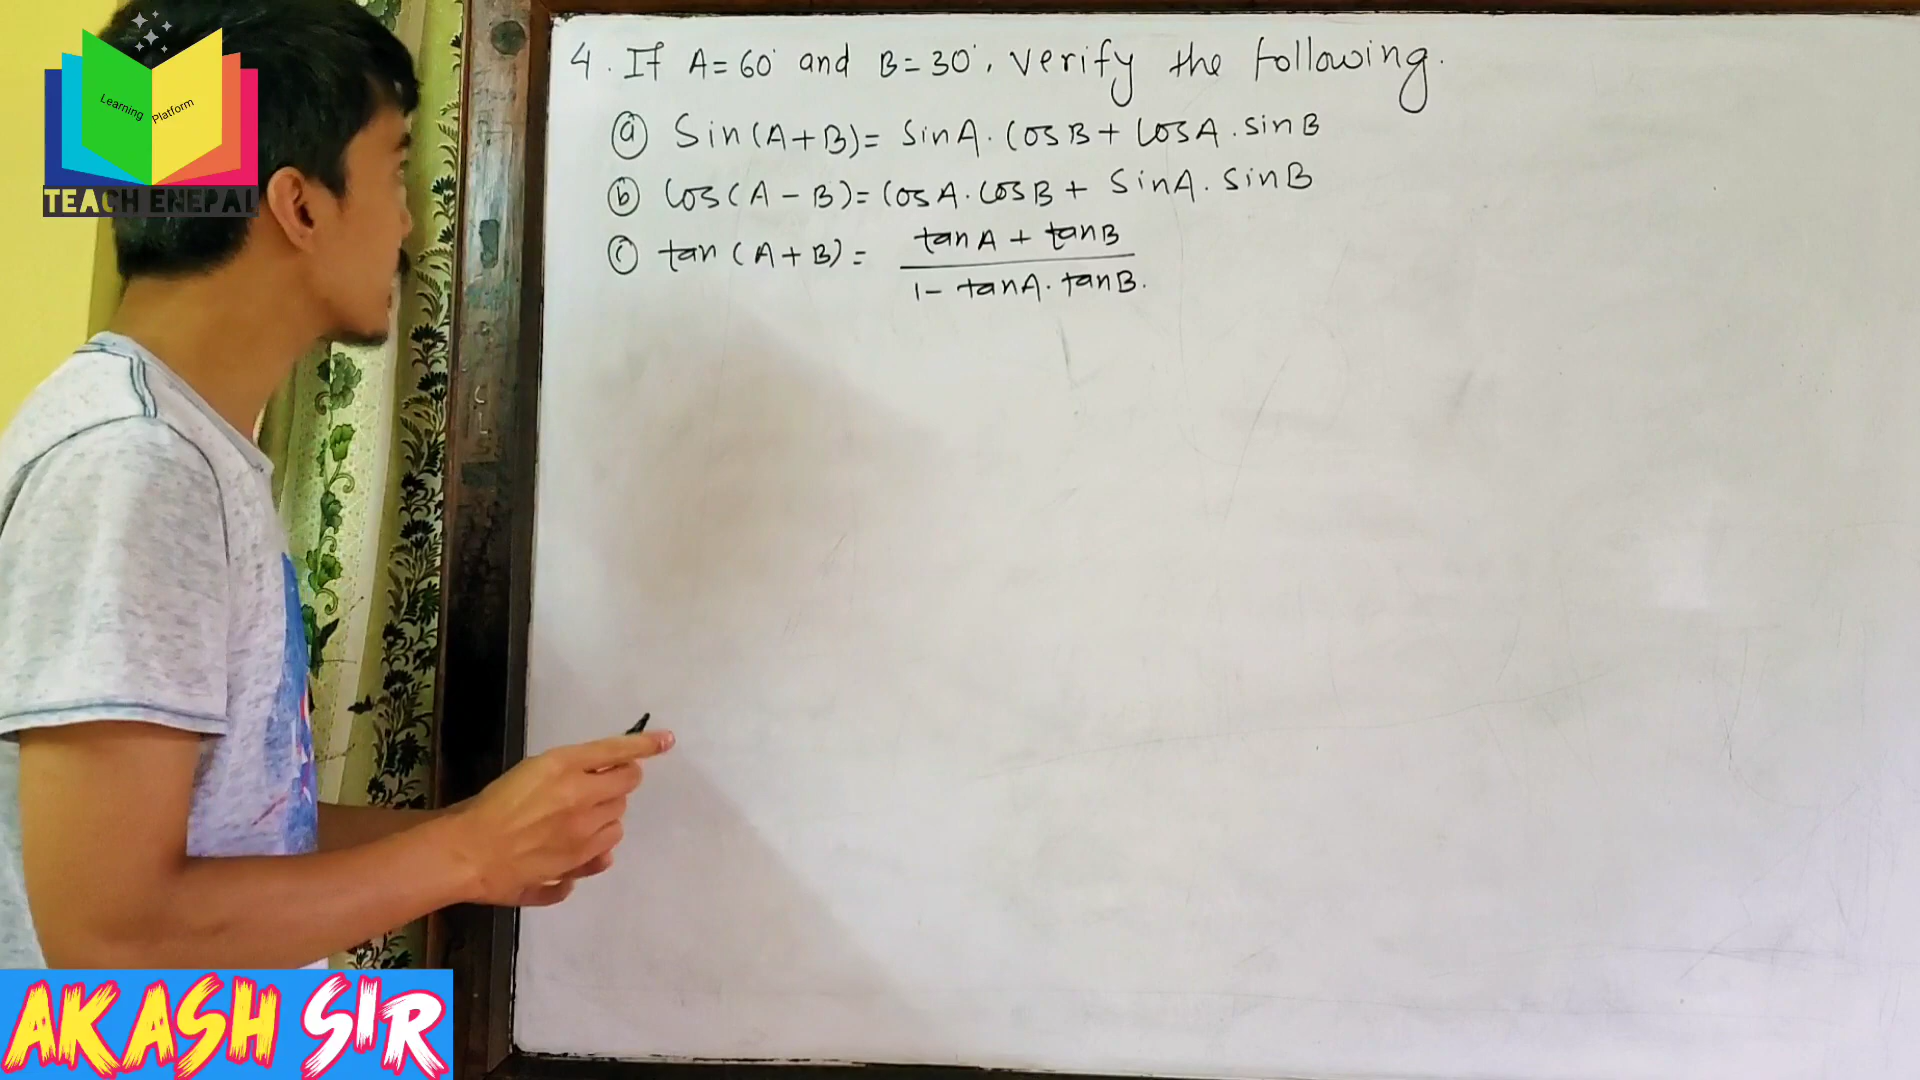 Learning Platform
TEACH ENEPAL
4. If A=60° and B=30°, verify the following.
(a) Sin(A+B)= sinA.CosB+ CosA.sinB
(b) Cos(A-B)= CosA.CosB+ SinA.SinB
(c) tan(A+B)= tanA + tanB
1- tanA.tanB.
AKASH SIR